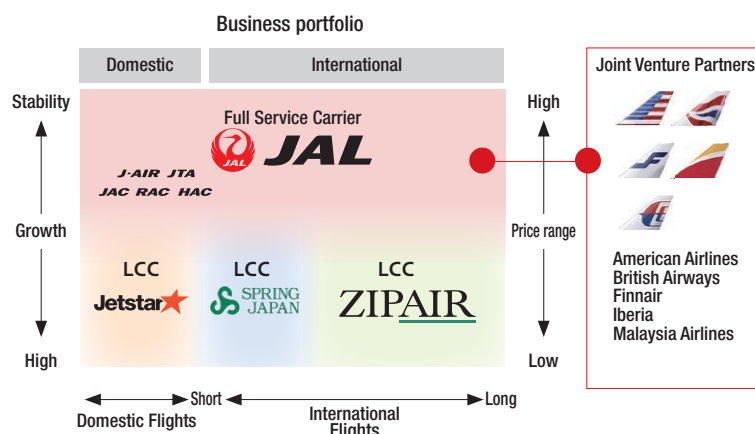 Business portfolio
Domestic
International
Joint Venture Partners
Stability
Full Service Carrier
High
JAL
JAL
J-AIR JTA
JAC RAC HAC
Growth
Price range
LCC
LCC
LCC
Jetstar
SPRING
JAPAN
ZIPAIR
American Airlines
British Airways
Finnair
Iberia
Malaysia Airlines
High
Low
Short
Long
Domestic Flights
International
Flights